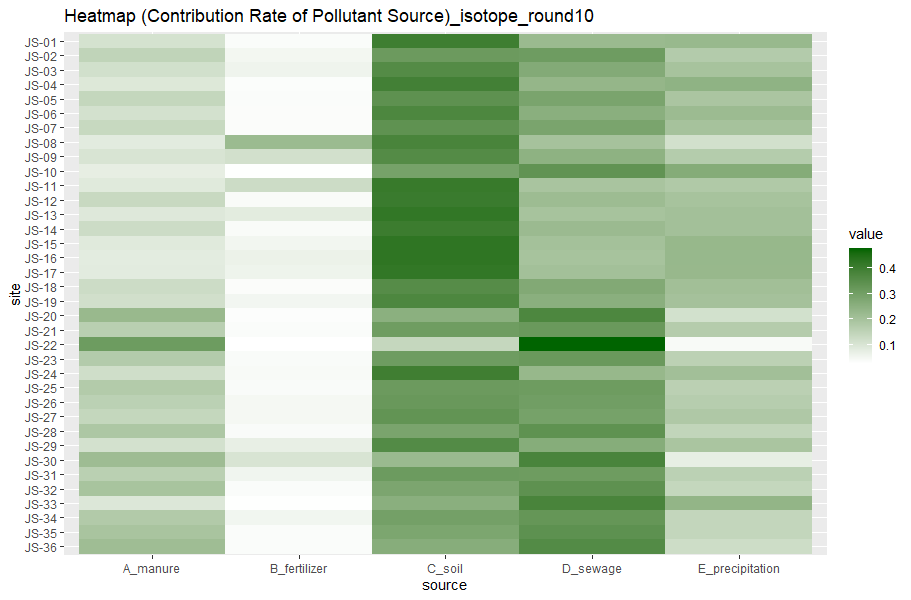 Heatmap (Contribution Rate of Pollutant Source)_isotope_round10
JS-01
JS-02
JS-03
JS-04
JS-05
JS-06
JS-07
JS-08
JS-09
JS-10
JS-11
JS-12
JS-13
JS-14
JS-15
JS-16
JS-17
JS-18
JS-19
JS-20
JS-21
JS-22
JS-23
JS-24
JS-25
JS-26
JS-27
JS-28
JS-29
JS-30
JS-31
JS-32
JS-33
JS-34
JS-35
JS-36
site
A_manure B_fertilizer C_soil D_sewage E_precipitation
source
value
0.4
0.3
0.2
0.1